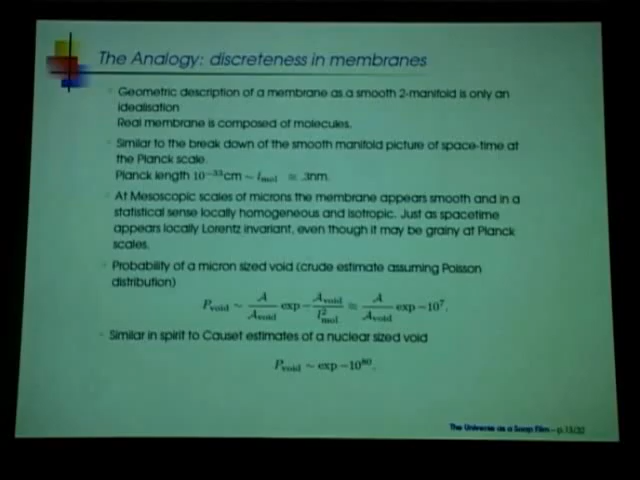 The Analogy: discreteness in membranes
Geometric description of a membrane as a smooth 2-manifold is only an
idealisation
Real membrane is composed of molecules.
Similar to the break down of the smooth manifold picture of space-time at
the Planck scale.
Planck length 10⁻³³cm ~ l_mol ≈ .3nm.
At Mesoscopic scales of microns the membrane appears smooth and in a
statistical sense locally homogeneous and isotropic. Just as spacetime
appears locally Lorentz invariant, even though it may be grainy at Planck
scales.
Probability of a micron sized void (crude estimate assuming Poisson
distribution)
P_void ~ A/A_void exp − A_void/l²_mol ≈ A/A_void exp −10⁷.
Similar in spirit to Causet estimates of a nuclear sized void
P_void ~ exp −10⁸⁰.
The Universe as a Soap Film – p.13/32